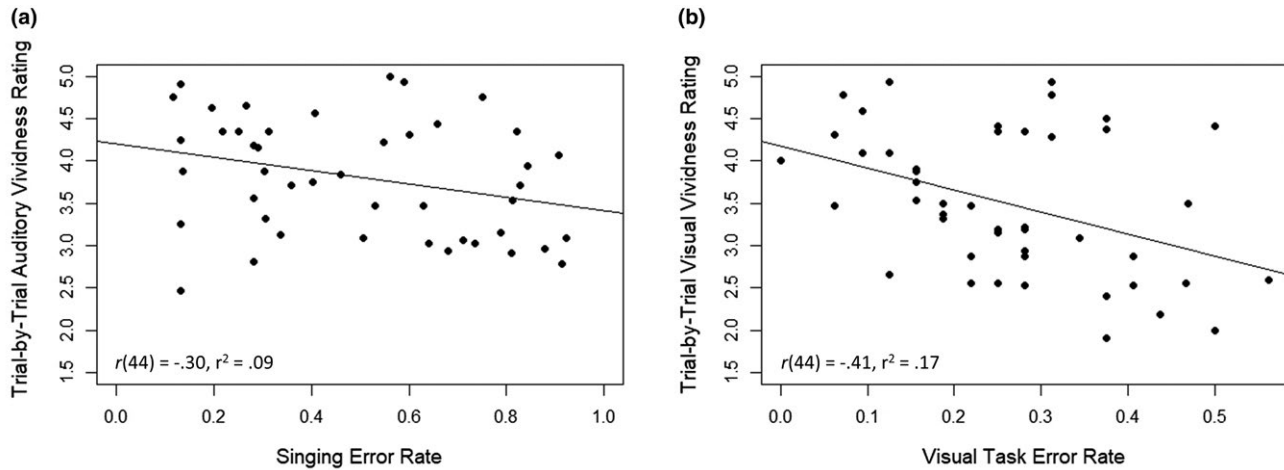 (a)
Trial-by-Trial Auditory Vividness Rating
5.0
4.5
4.0
3.5
3.0
2.5
2.0
1.5
r(44) = -.30, r² = .09
0.0 0.2 0.4 0.6 0.8 1.0
Singing Error Rate
(b)
Trial-by-Trial Visual Vividness Rating
5.0
4.5
4.0
3.5
3.0
2.5
2.0
1.5
r(44) = -.41, r² = .17
0.0 0.1 0.2 0.3 0.4 0.5
Visual Task Error Rate